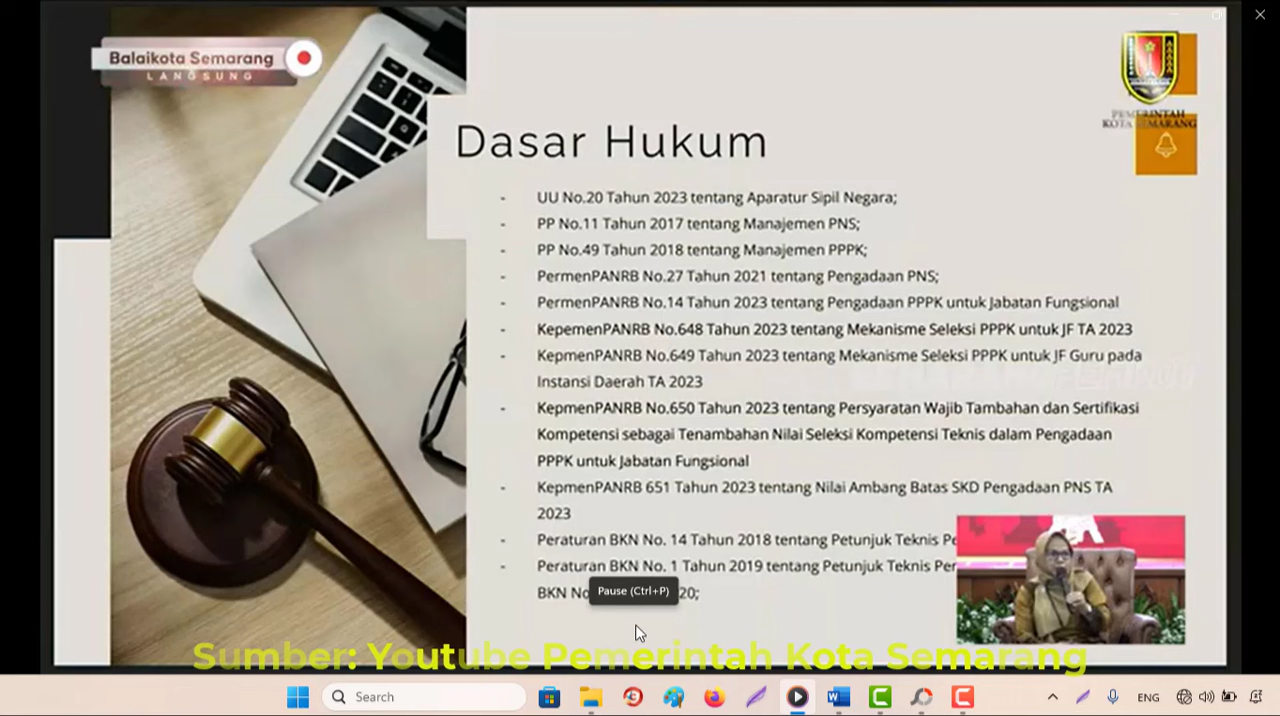 Balaikota Semarang
LANGSUNG
PEMERINTAH
KOTA SEMARANG
Dasar Hukum
- UU No.20 Tahun 2023 tentang Aparatur Sipil Negara;
- PP No.11 Tahun 2017 tentang Manajemen PNS;
- PP No.49 Tahun 2018 tentang Manajemen PPPK;
- PermenPANRB No.27 Tahun 2021 tentang Pengadaan PNS;
- PermenPANRB No.14 Tahun 2023 tentang Pengadaan PPPK untuk Jabatan Fungsional
- KepemenPANRB No.648 Tahun 2023 tentang Mekanisme Seleksi PPPK untuk JF TA 2023
- KepmenPANRB No.649 Tahun 2023 tentang Mekanisme Seleksi PPPK untuk JF Guru pada
Instansi Daerah TA 2023
- KepmenPANRB No.650 Tahun 2023 tentang Persyaratan Wajib Tambahan dan Sertifikasi
Kompetensi sebagai Tenambahan Nilai Seleksi Kompetensi Teknis dalam Pengadaan
PPPK untuk Jabatan Fungsional
- KepmenPANRB 651 Tahun 2023 tentang Nilai Ambang Batas SKD Pengadaan PNS TA
2023
- Peraturan BKN No. 14 Tahun 2018 tentang Petunjuk Teknis
- Peraturan BKN No. 1 Tahun 2019 tentang Petunjuk Teknis
BKN No 20;
Pause (Ctrl+P)
Sumber: Youtube Pemerintah Kota Semarang
Search
ENG